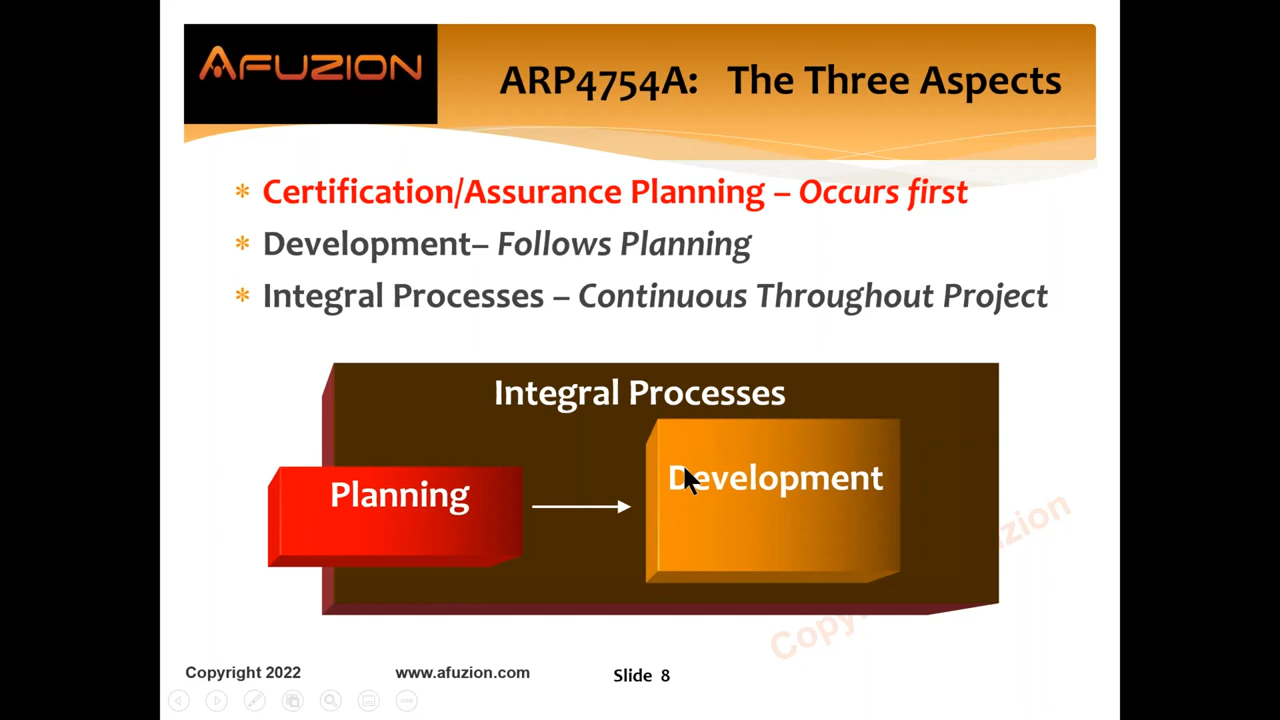 AFUZION
ARP4754A: The Three Aspects
* Certification/Assurance Planning – Occurs first
* Development– Follows Planning
* Integral Processes – Continuous Throughout Project
Integral Processes
Planning
Development
Copyright 2022
www.afuzion.com
Slide 8